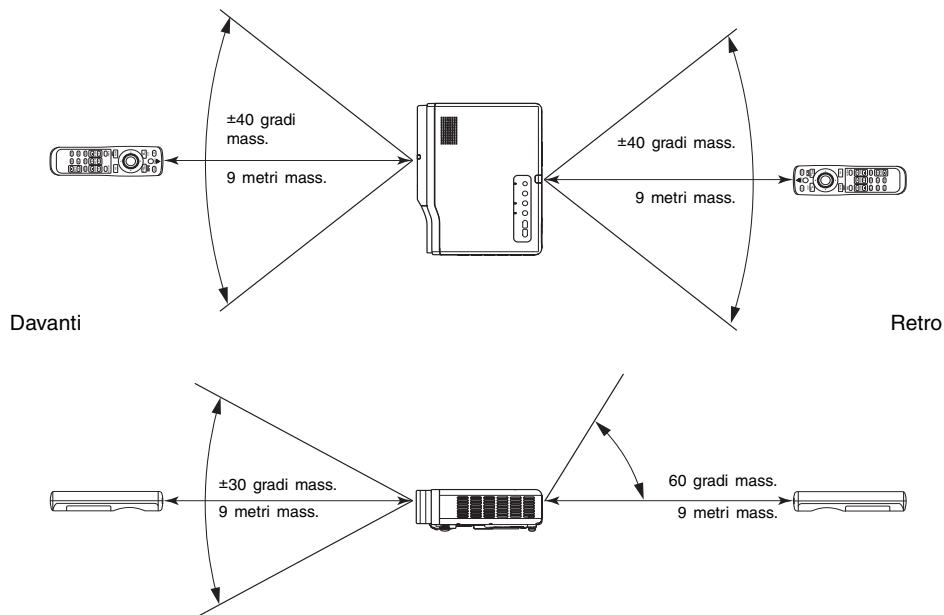 ±40 gradi
mass.
9 metri mass.
±40 gradi mass.
9 metri mass.
Davanti
Retro
±30 gradi mass.
9 metri mass.
60 gradi mass.
9 metri mass.